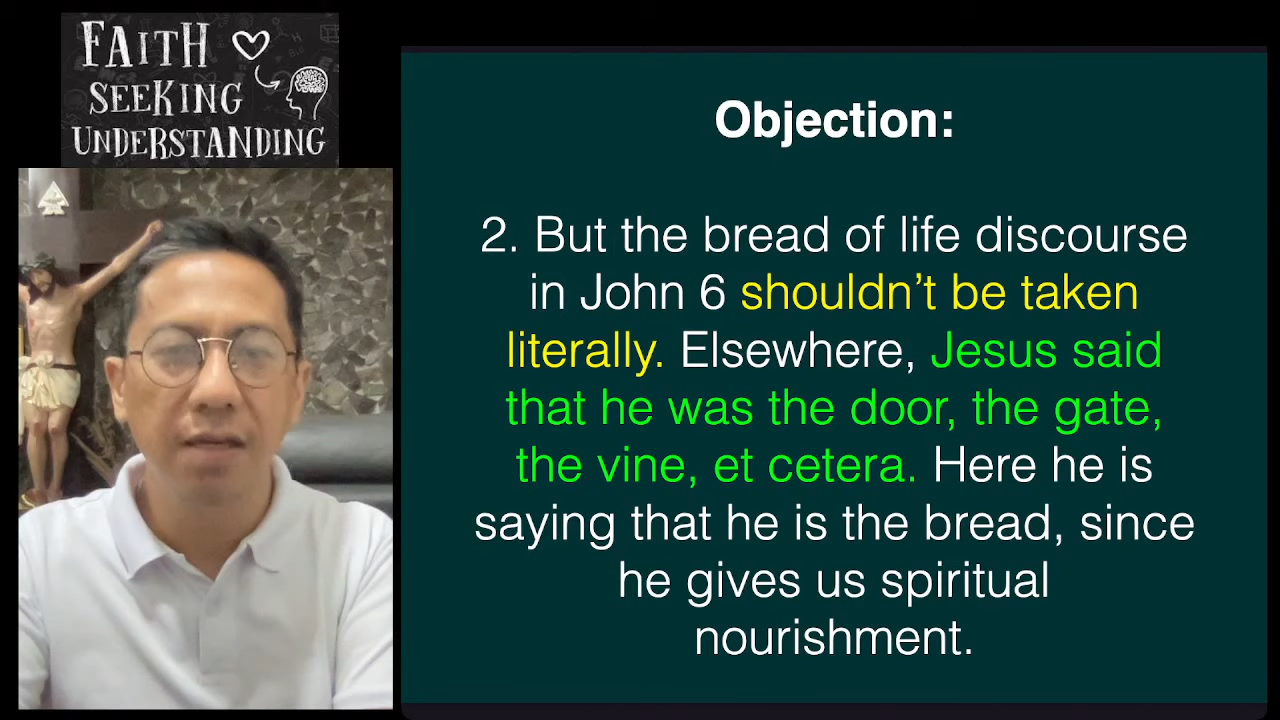 FAITH
SEEKING
UNDERSTANDING
Objection:
2. But the bread of life discourse
in John 6 shouldn’t be taken
literally. Elsewhere, Jesus said
that he was the door, the gate,
the vine, et cetera. Here he is
saying that he is the bread, since
he gives us spiritual
nourishment.